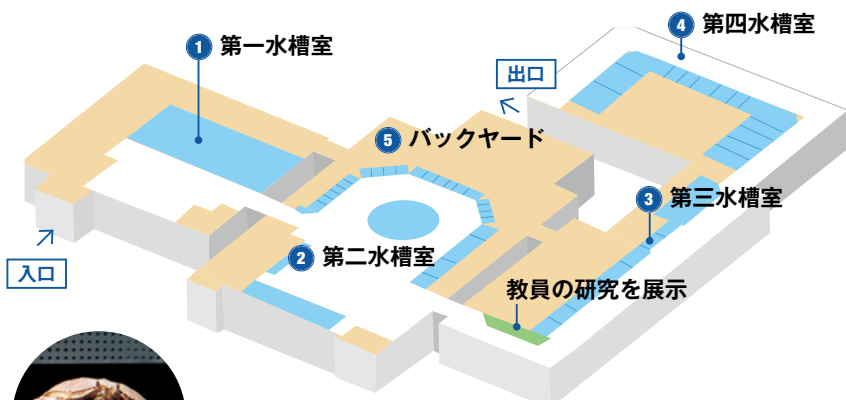 1 第一水槽室
4 第四水槽室
出口
5 バックヤード
3 第三水槽室
2 第二水槽室
入口
教員の研究を展示